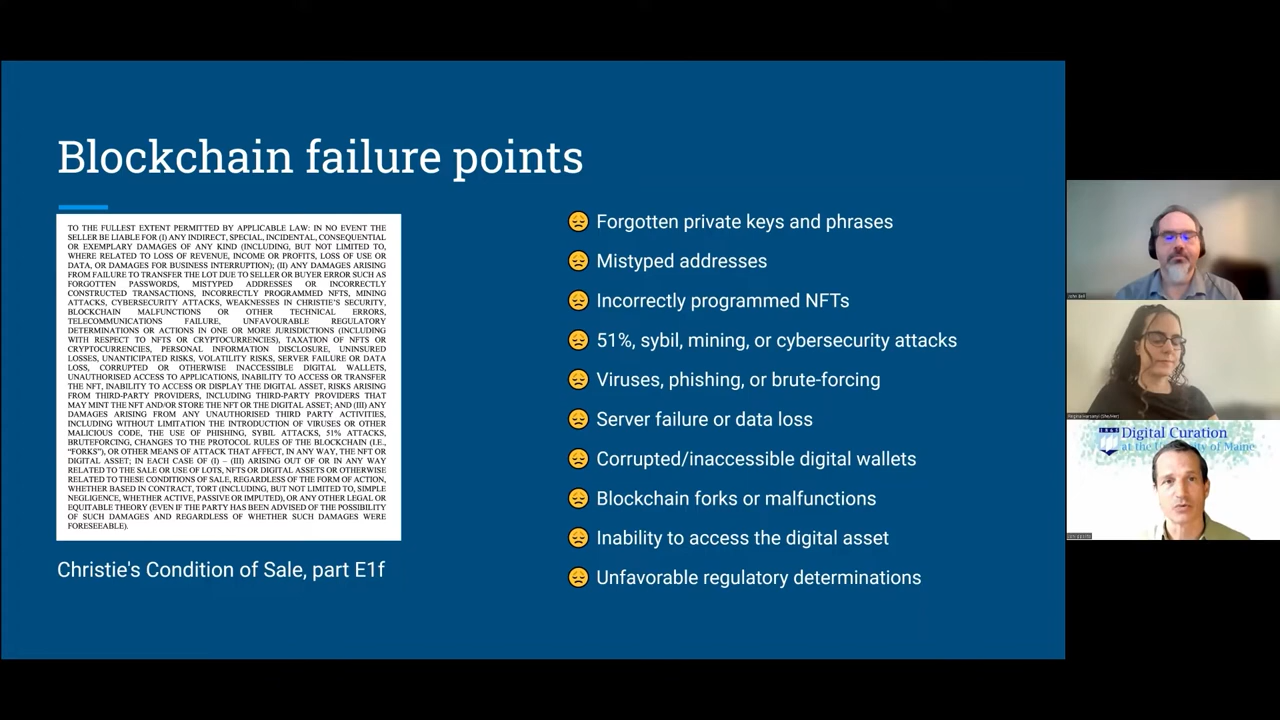 Blockchain failure points
TO THE FULLEST EXTENT PERMITTED BY APPLICABLE LAW: IN NO EVENT THE
SELLER BE LIABLE FOR (I) ANY INDIRECT, SPECIAL, INCIDENTAL, CONSEQUENTIAL
OR EXEMPLARY DAMAGES OF ANY KIND (INCLUDING, BUT NOT LIMITED TO,
WHERE RELATED TO LOSS OF REVENUE, INCOME OR PROFITS, LOSS OF USE OR
DATA, OR DAMAGES FOR BUSINESS INTERRUPTION); (II) ANY DAMAGES ARISING
FROM FAILURE TO TRANSFER THE LOT DUE TO SELLER OR BUYER ERROR SUCH AS
FORGOTTEN PASSWORDS, MISTYPED ADDRESSES OR INCORRECTLY
CONSTRUCTED TRANSACTIONS, INCORRECTLY PROGRAMMED NFTS, MINING
ATTACKS, CYBERSECURITY ATTACKS, WEAKNESSES IN CHRISTIE'S SECURITY,
BLOCKCHAIN MALFUNCTIONS OR OTHER TECHNICAL ERRORS,
TELECOMMUNICATIONS FAILURE, UNFAVOURABLE REGULATORY
DETERMINATIONS OR ACTIONS IN ONE OR MORE JURISDICTIONS (INCLUDING
WITH RESPECT TO NFTS OR CRYPTOCURRENCIES), TAXATION OF NFTS OR
CRYPTOCURRENCIES, PERSONAL INFORMATION DISCLOSURE, UNINSURED
LOSSES, UNANTICIPATED RISKS, VOLATILITY RISKS, SERVER FAILURE OR DATA
LOSS, CORRUPTED OR OTHERWISE INACCESSIBLE DIGITAL WALLETS,
UNAUTHORISED ACCESS TO APPLICATIONS, INABILITY TO ACCESS OR TRANSFER
THE NFT, INABILITY TO ACCESS OR DISPLAY THE DIGITAL ASSET, RISKS ARISING
FROM THIRD-PARTY PROVIDERS, INCLUDING THIRD-PARTY PROVIDERS THAT
MAY MINT THE NFT AND/OR STORE THE NFT OR THE DIGITAL ASSET; AND (III) ANY
DAMAGES ARISING FROM ANY UNAUTHORISED THIRD PARTY ACTIVITIES,
INCLUDING WITHOUT LIMITATION THE INTRODUCTION OF VIRUSES OR OTHER
MALICIOUS CODE, THE USE OF PHISHING, SYBIL ATTACKS, 51% ATTACKS,
BRUTEFORCING, CHANGES TO THE PROTOCOL RULES OF THE BLOCKCHAIN (I.E.,
"FORKS"), OR OTHER MEANS OF ATTACK THAT AFFECT, IN ANY WAY, THE NFT OR
DIGITAL ASSET; IN EACH CASE OF (I) – (III) ARISING OUT OF OR IN ANY WAY
RELATED TO THE SALE OR USE OF LOTS, NFTS OR DIGITAL ASSETS OR OTHERWISE
RELATED TO THESE CONDITIONS OF SALE, REGARDLESS OF THE FORM OF ACTION,
WHETHER BASED IN CONTRACT, TORT (INCLUDING, BUT NOT LIMITED TO, SIMPLE
NEGLIGENCE, WHETHER ACTIVE, PASSIVE OR IMPUTED), OR ANY OTHER LEGAL OR
EQUITABLE THEORY (EVEN IF THE PARTY HAS BEEN ADVISED OF THE POSSIBILITY
OF SUCH DAMAGES AND REGARDLESS OF WHETHER SUCH DAMAGES WERE
FORESEEABLE).
Christie's Condition of Sale, part E1f
Forgotten private keys and phrases
Mistyped addresses
Incorrectly programmed NFTs
51%, sybil, mining, or cybersecurity attacks
Viruses, phishing, or brute-forcing
Server failure or data loss
Corrupted/inaccessible digital wallets
Blockchain forks or malfunctions
Inability to access the digital asset
Unfavorable regulatory determinations
John Bell
Digital Curation
at the University of Maine